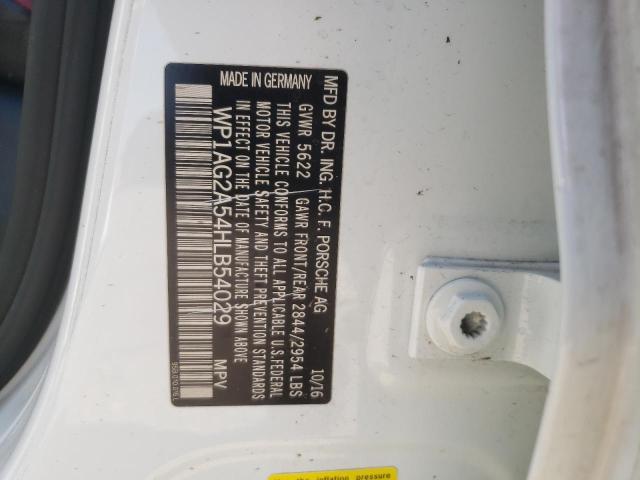 MFD BY DR. ING. H.C. F. PORSCHE AG 10/16
GVWR 5622 GAWR FRONT/REAR 2844/2954 LBS
THIS VEHICLE CONFORMS TO ALL APPLICABLE U.S.FEDERAL
MOTOR VEHICLE SAFETY AND THEFT PREVENTION STANDARDS
IN EFFECT ON THE DATE OF MANUFACTURE SHOWN ABOVE
WP1AG2A54HLB54029 MPV
MADE IN GERMANY
inflation pressure